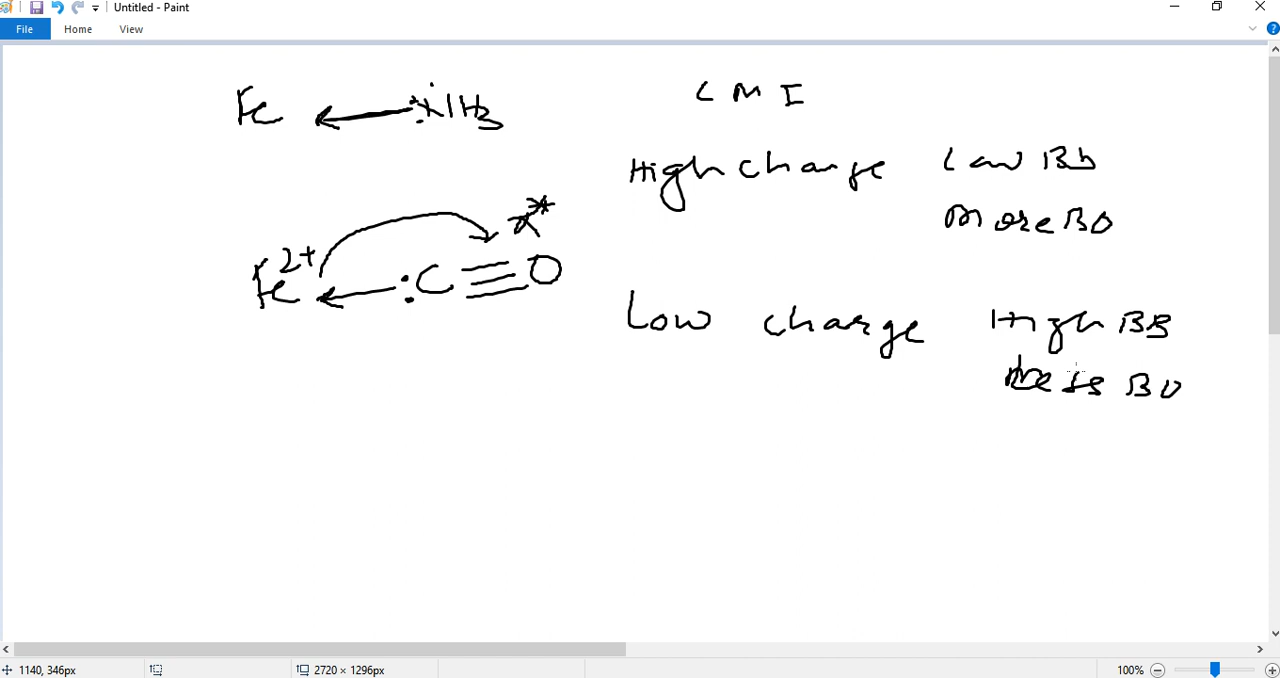 Untitled - Paint
File Home View
Fe :NH3
L M I
High charge Low BB
More BO
Fe2+ :C≡O π*
Low charge High BB
Less BO
1140, 346px 2720 × 1296px 100%